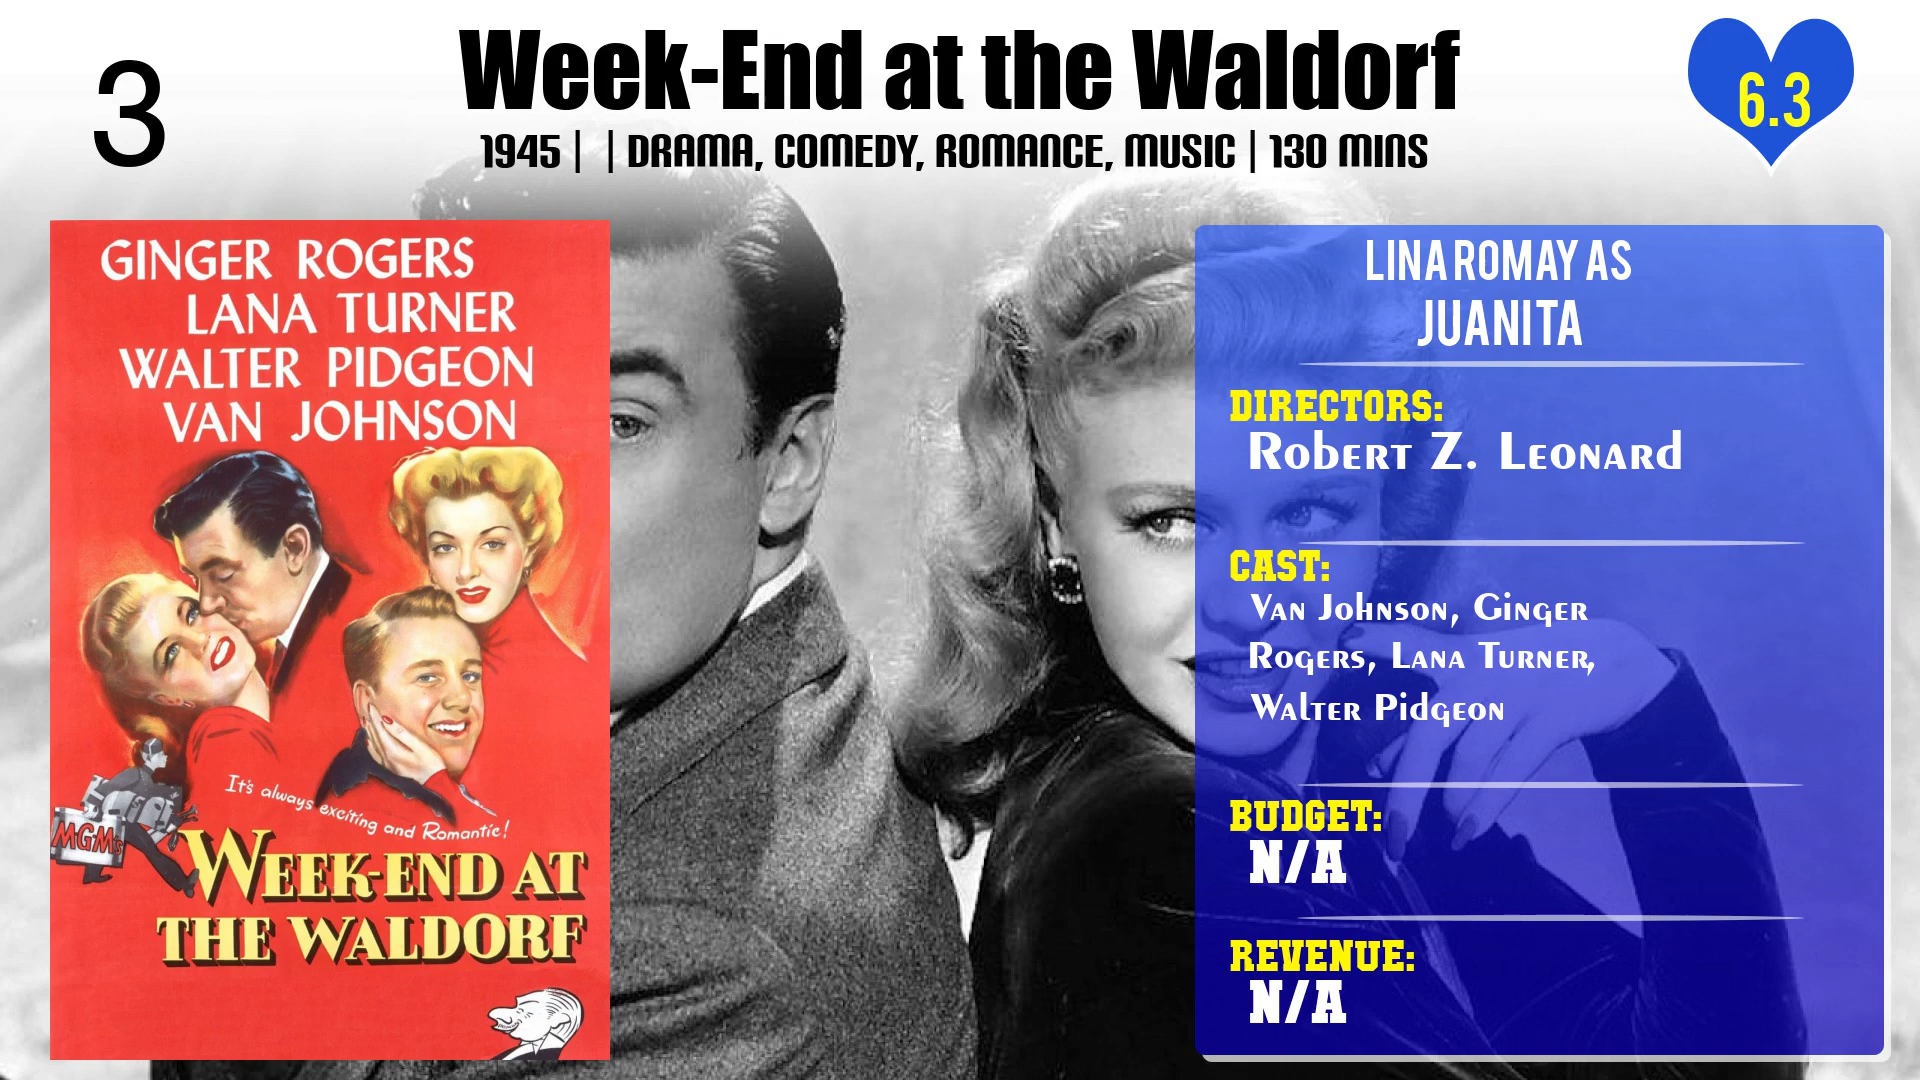 3
Week-End at the Waldorf
1945 | | DRAMA, COMEDY, ROMANCE, MUSIC | 130 MINS
6.3
GINGER ROGERS
LANA TURNER
WALTER PIDGEON
VAN JOHNSON
It's always exciting and Romantic!
MGM's
WEEK-END AT
THE WALDORF
LINA ROMAY AS
JUANITA
DIRECTORS:
Robert Z. Leonard
CAST:
Van Johnson, Ginger
Rogers, Lana Turner,
Walter Pidgeon
BUDGET:
N/A
REVENUE:
N/A